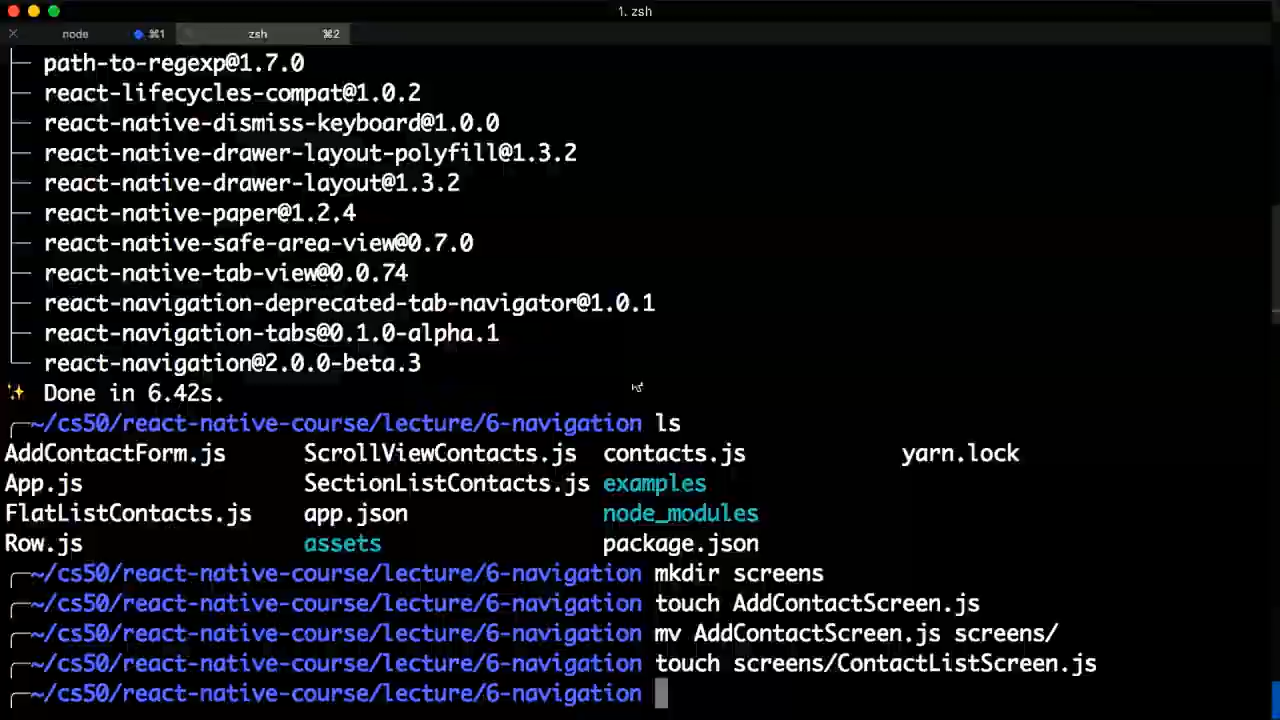 1. zsh
node ⌘1 zsh ⌘2
├─ path-to-regexp@1.7.0
├─ react-lifecycles-compat@1.0.2
├─ react-native-dismiss-keyboard@1.0.0
├─ react-native-drawer-layout-polyfill@1.3.2
├─ react-native-drawer-layout@1.3.2
├─ react-native-paper@1.2.4
├─ react-native-safe-area-view@0.7.0
├─ react-native-tab-view@0.0.74
├─ react-navigation-deprecated-tab-navigator@1.0.1
├─ react-navigation-tabs@0.1.0-alpha.1
└─ react-navigation@2.0.0-beta.3
✨ Done in 6.42s.
╭─~/cs50/react-native-course/lecture/6-navigation ls
AddContactForm.js ScrollViewContacts.js contacts.js yarn.lock
App.js SectionListContacts.js examples
FlatListContacts.js app.json node_modules
Row.js assets package.json
╭─~/cs50/react-native-course/lecture/6-navigation mkdir screens
╭─~/cs50/react-native-course/lecture/6-navigation touch AddContactScreen.js
╭─~/cs50/react-native-course/lecture/6-navigation mv AddContactScreen.js screens/
╭─~/cs50/react-native-course/lecture/6-navigation touch screens/ContactListScreen.js
╭─~/cs50/react-native-course/lecture/6-navigation